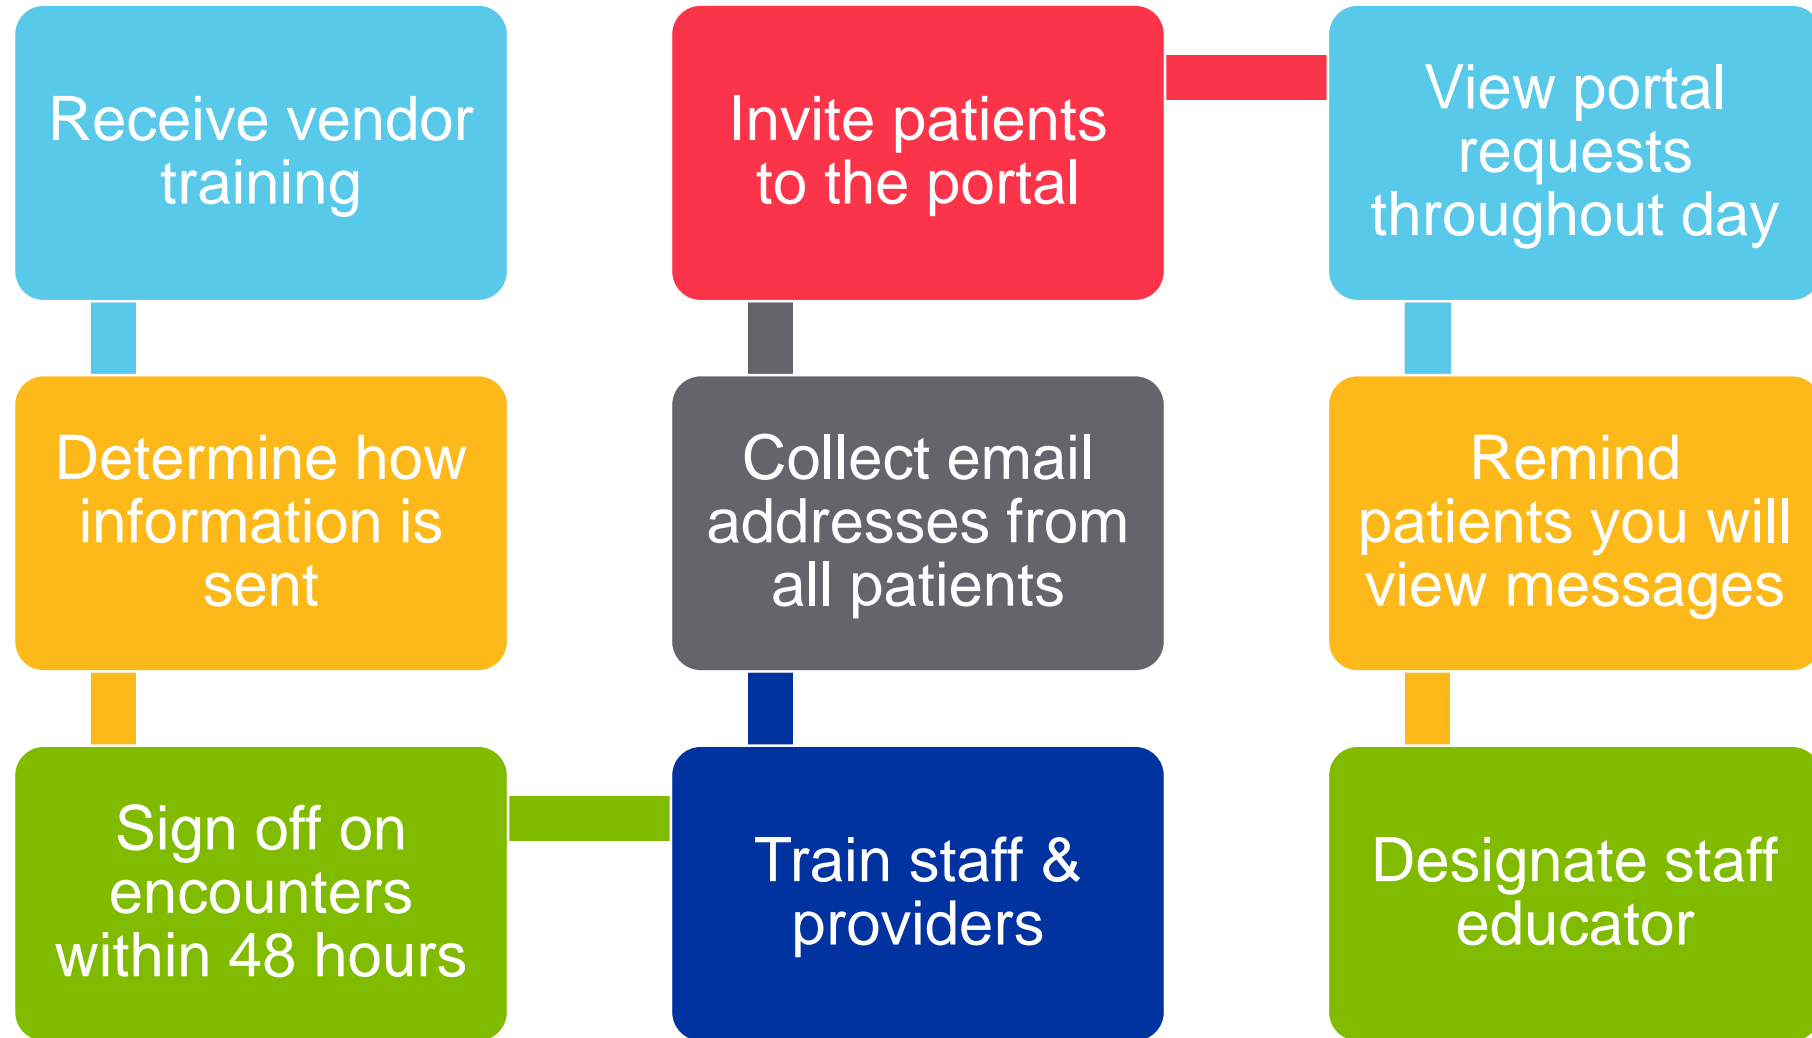 Receive vendor
training
Determine how
information is
sent
Sign off on
encounters
within 48 hours
Train staff &
providers
Collect email
addresses from
all patients
Invite patients
to the portal
View portal
requests
throughout day
Remind
patients you will
view messages
Designate staff
educator